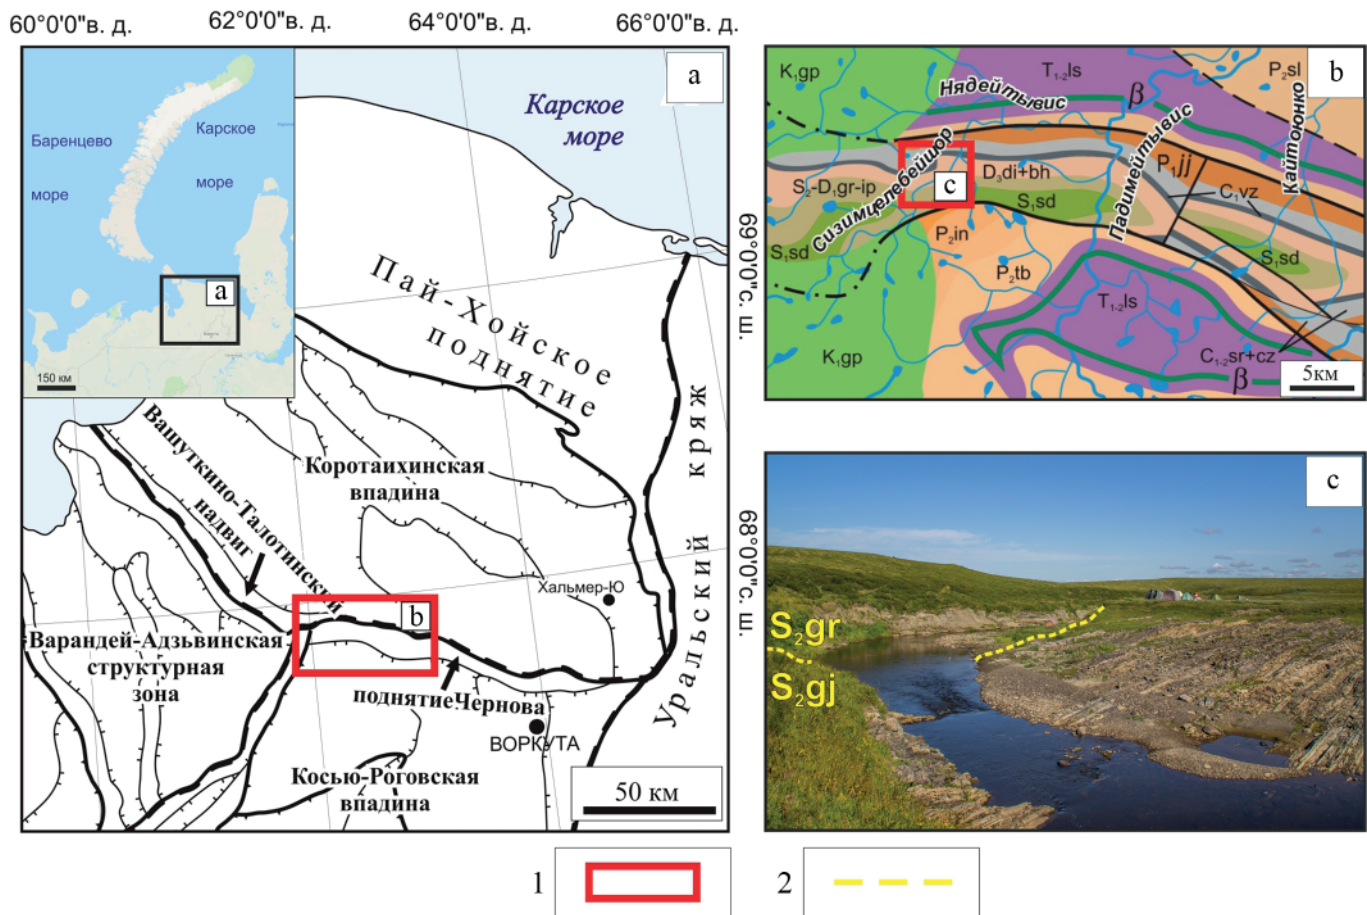 60°0'0"в. д.
62°0'0"в. д.
64°0'0"в. д.
66°0'0"в. д.
a
Баренцево
море
Карское
море
a
150 км
Карское
море
Пай-Хойское
поднятие
69°0'0"с. ш.
68°0'0"с. ш.
Вашуткино-Талотинский
надвиг
Коротаихинская
впадина
Хальмер-Ю
Уральский кряж
b
Варандей-Адзьвинская
структурная
зона
поднятие Чернова
ВОРКУТА
Косью-Роговская
впадина
50 км
b
K₁gp
T₁₋₂ls
P₂sl
Нядейтывис
β
Сизимцелебейшор
Падимейтывис
Кайтоюнко
c
S₂-D₁gr-ip
D₃di+bh
P₁jj
C₁vz
S₁sd
S₁sd
S₁sd
P₂in
P₂tb
T₁₋₂ls
K₁gp
C₁₋₂sr+cz
β
5км
c
S₂gr
S₂gj
1
2